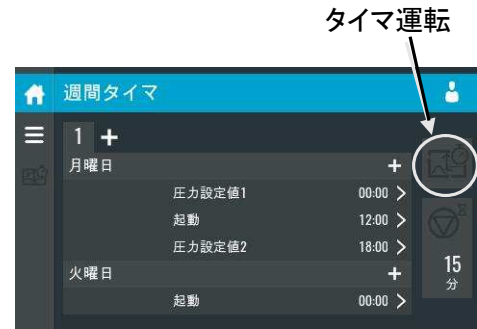 タイマ運転
週間タイマ
1 +
月曜日 +
圧力設定値1 00:00 >
起動 12:00 >
圧力設定値2 18:00 >
火曜日 +
起動 00:00 >
15
分